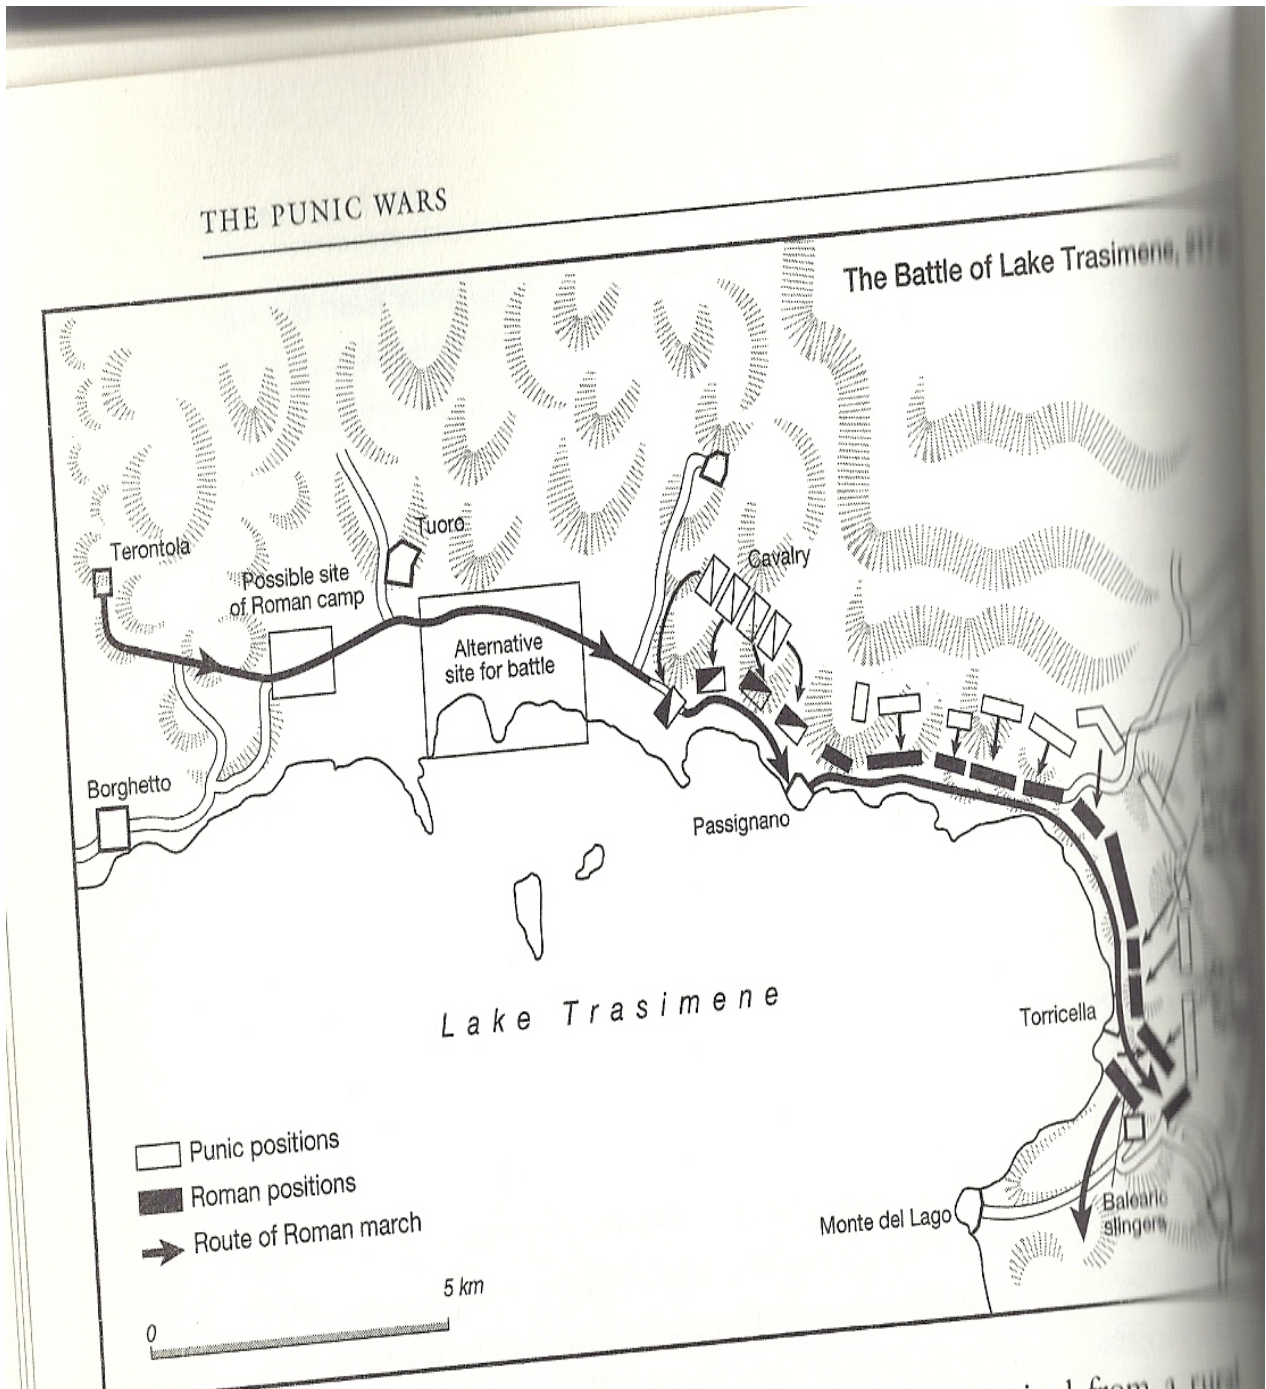 THE PUNIC WARS
The Battle of Lake Trasimene,
Terontola
Tuoro
Cavalry
Possible site
of Roman camp
Alternative
site for battle
Borghetto
Passignano
Lake Trasimene
Torricella
Punic positions
Roman positions
Route of Roman march
Monte del Lago
Balearic
slingers
5 km
0
from a